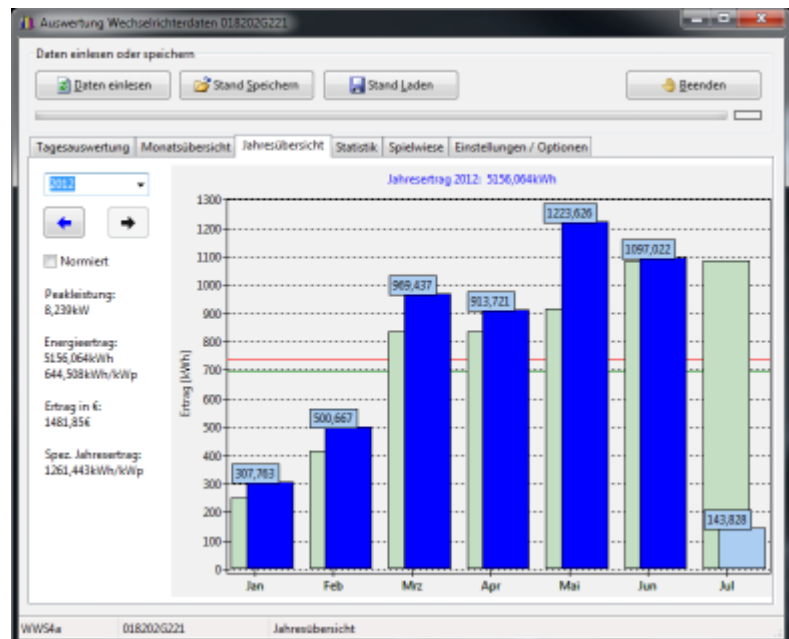 Auswertung Wechselrichterdaten 018202G221
Daten einlesen oder speichern
Daten einlesen
Stand Speichern
Stand Laden
Beenden
Tagesauswertung
Monatsübersicht
Jahresübersicht
Statistik
Spielwiese
Einstellungen / Optionen
2012
Normiert
Peakleistung:
8,239kW
Energieertrag:
5156,064kWh
644,508kWh/kWp
Ertrag in €:
1481,85€
Spez. Jahresertrag:
1261,443kWh/kWp
Jahresertrag 2012: 5156,064kWh
Ertrag [kWh]
1300
1200
1100
1000
900
800
700
600
500
400
300
200
100
0
307,763
500,667
969,437
913,721
1223,626
1097,022
143,828
Jan
Feb
Mrz
Apr
Mai
Jun
Jul
WWS4a
018202G221
Jahresübersicht